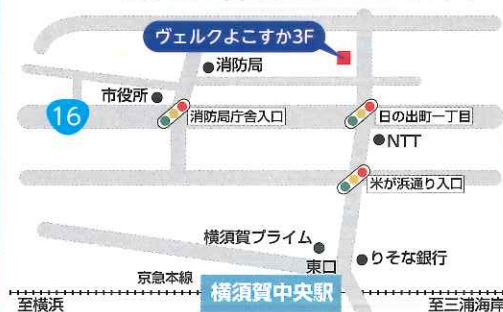 ヴェルクよこすか3F
消防局
市役所
16
消防局庁舎入口
日の出町一丁目
NTT
米が浜通り入口
横須賀プライム
東口
りそな銀行
京急本線
横須賀中央駅
至横浜
至三浦海岸